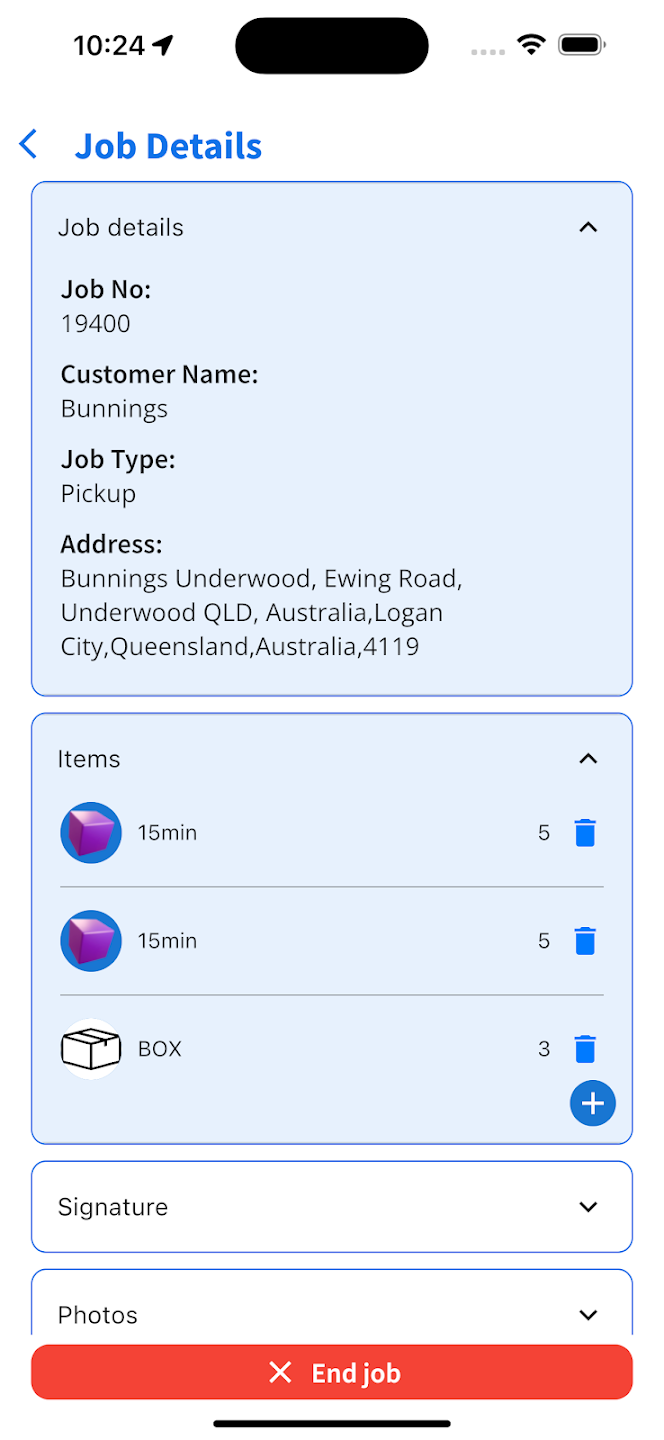 10:24
Job Details
Job details
Job No:
19400
Customer Name:
Bunnings
Job Type:
Pickup
Address:
Bunnings Underwood, Ewing Road,
Underwood QLD, Australia,Logan
City,Queensland,Australia,4119
Items
15min 5
15min 5
BOX 3
Signature
Photos
End job